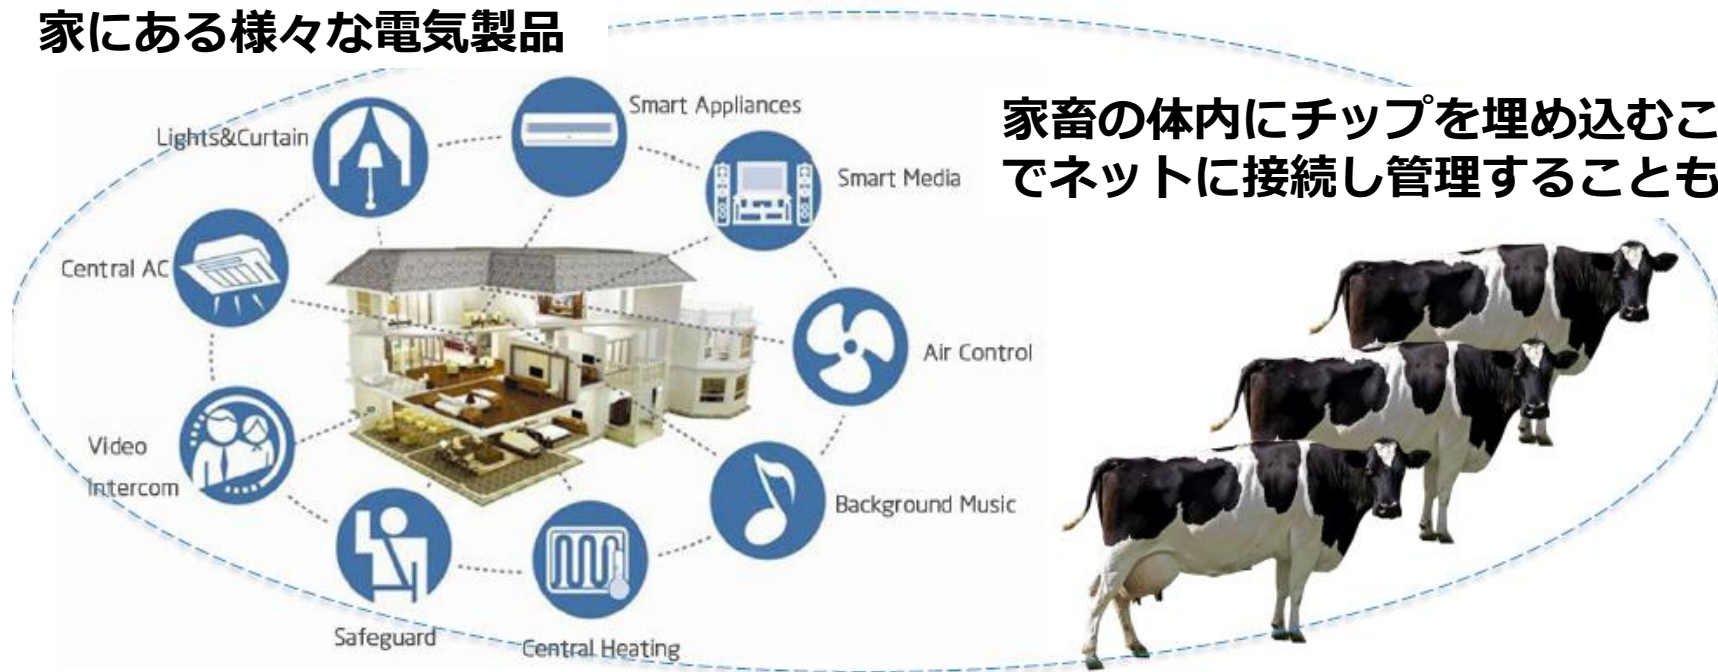 家にある様々な電気製品
Smart Appliances
Lights&Curtain
家畜の体内にチップを埋め込むこ
でネットに接続し管理することも
Smart Media
Central AC
Air Control
Video
Intercom
Background Music
Safeguard
Central Heating